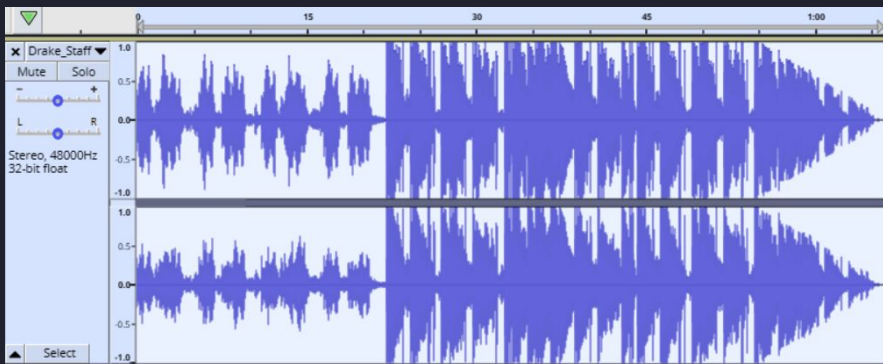 0 15 30 45 1:00
× Drake_Staff ▼
Mute Solo
- +
L R
Stereo, 48000Hz
32-bit float
Select
1.0
0.5-
0.0-
-0.5-
-1.0
1.0
0.5-
0.0-
-0.5-
-1.0